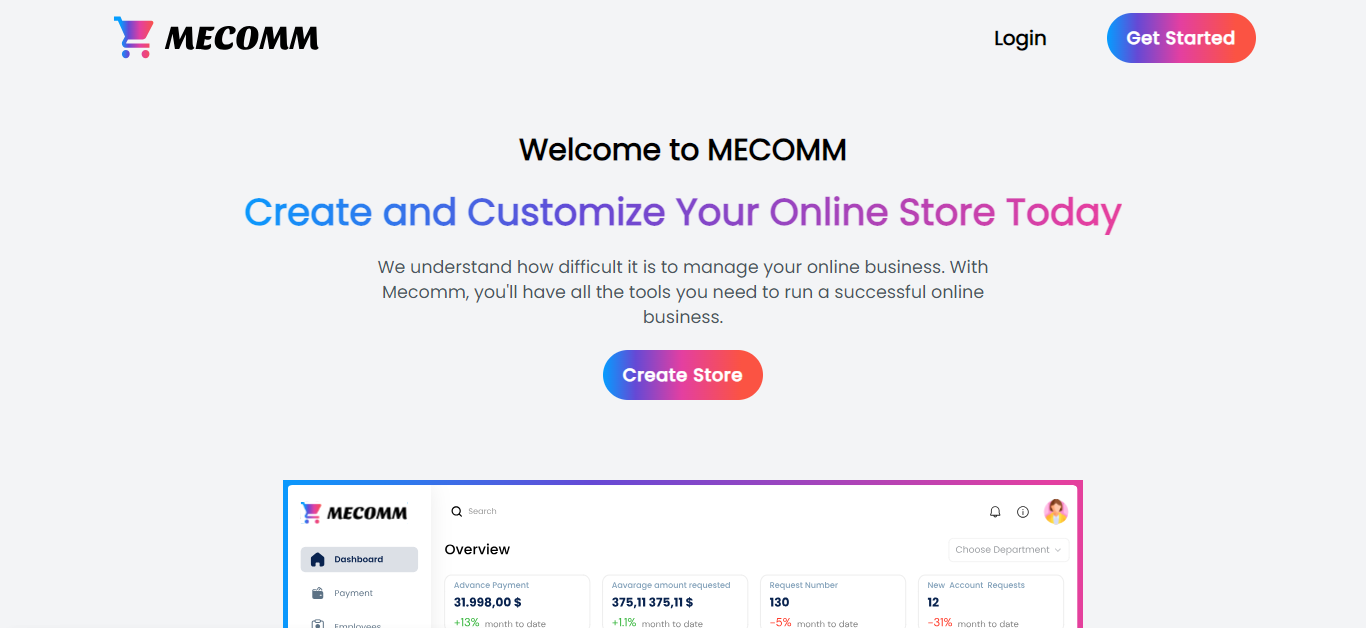 MECOMM
Login
Get Started
Welcome to MECOMM
Create and Customize Your Online Store Today
We understand how difficult it is to manage your online business. With
Mecomm, you'll have all the tools you need to run a successful online
business.
Create Store
MECOMM
Search
Dashboard
Payment
Employees
Overview
Choose Department
Advance Payment
31.998,00 $
+13% month to date
Aavarage amount requested
375,11 375,11 $
+1.1% month to date
Request Number
130
-5% month to date
New Account Requests
12
-31% month to date